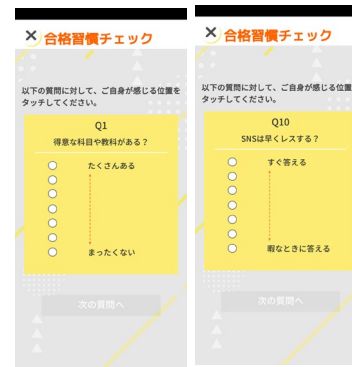 合格習慣チェック
以下の質問に対して、ご自身が感じる位置を
タッチしてください。
Q1
得意な科目や教科がある？
たくさんある
まったくない
次の質問へ
合格習慣チェック
以下の質問に対して、ご自身が感じる位置
タッチしてください。
Q10
SNSは早くレスする？
すぐ答える
暇なときに答える
次の質問へ